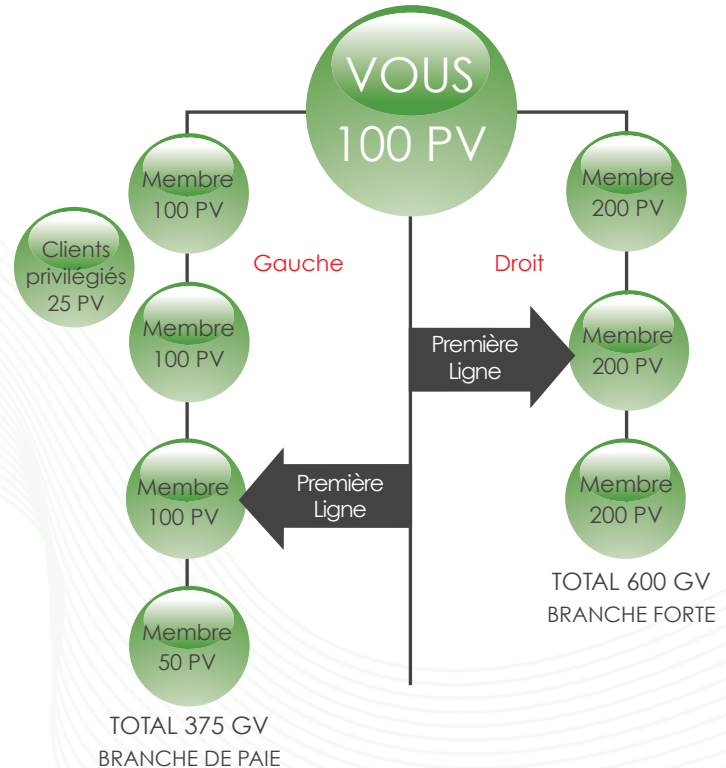 VOUS
100 PV
Membre
100 PV
Clients
privilégiés
25 PV
Gauche
Membre
100 PV
Membre
100 PV
Première
Ligne
Membre
50 PV
TOTAL 375 GV
BRANCHE DE PAIE
Droit
Membre
200 PV
Première
Ligne
Membre
200 PV
Membre
200 PV
TOTAL 600 GV
BRANCHE FORTE